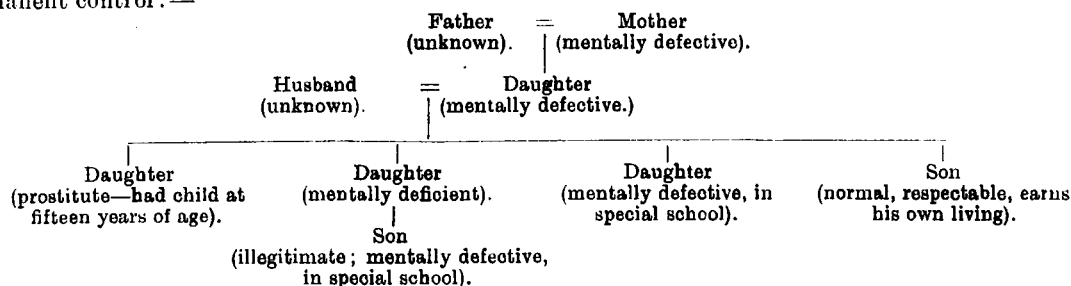 control:—
Father = Mother
(unknown). (mentally defective).
Husband = Daughter
(unknown). (mentally defective.)
Daughter Daughter Daughter Son
(prostitute—had child at (mentally deficient). (mentally defective, in (normal, respectable, earns
fifteen years of age). special school). his own living).
Son
(illegitimate; mentally defective,
in special school).